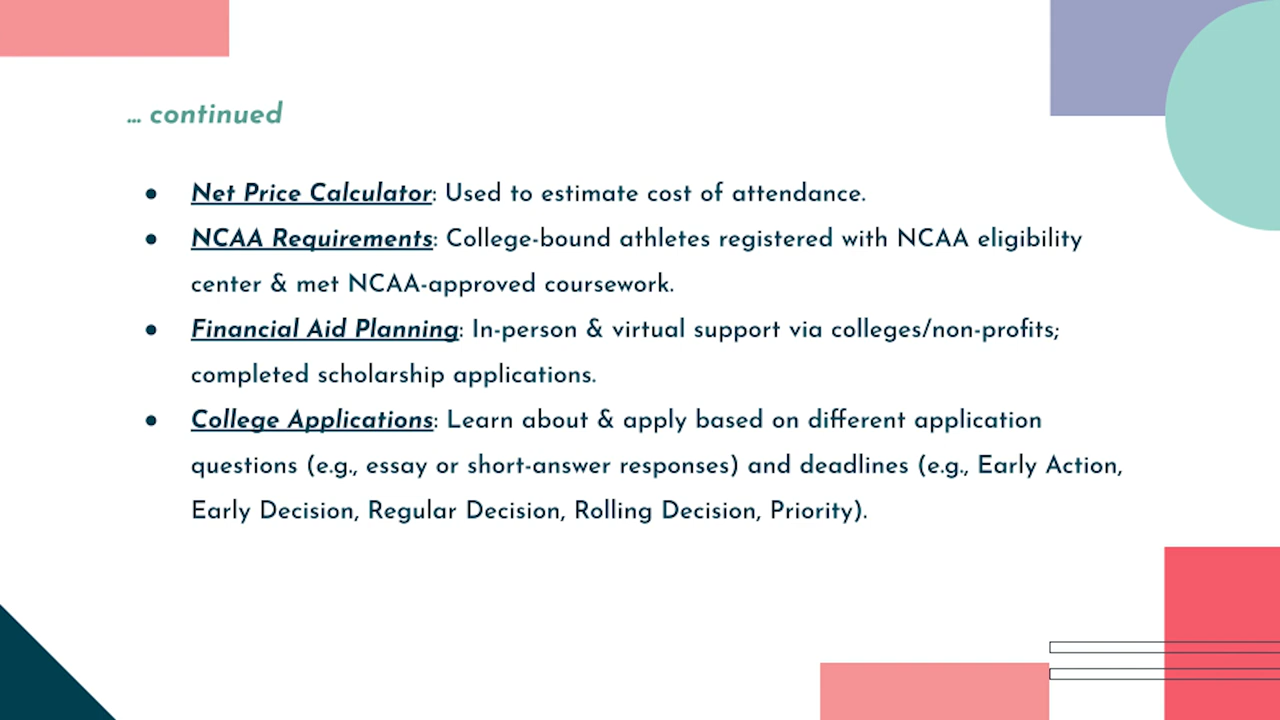 ... continued
● Net Price Calculator: Used to estimate cost of attendance.
● NCAA Requirements: College-bound athletes registered with NCAA eligibility
center & met NCAA-approved coursework.
● Financial Aid Planning: In-person & virtual support via colleges/non-profits;
completed scholarship applications.
● College Applications: Learn about & apply based on different application
questions (e.g., essay or short-answer responses) and deadlines (e.g., Early Action,
Early Decision, Regular Decision, Rolling Decision, Priority).